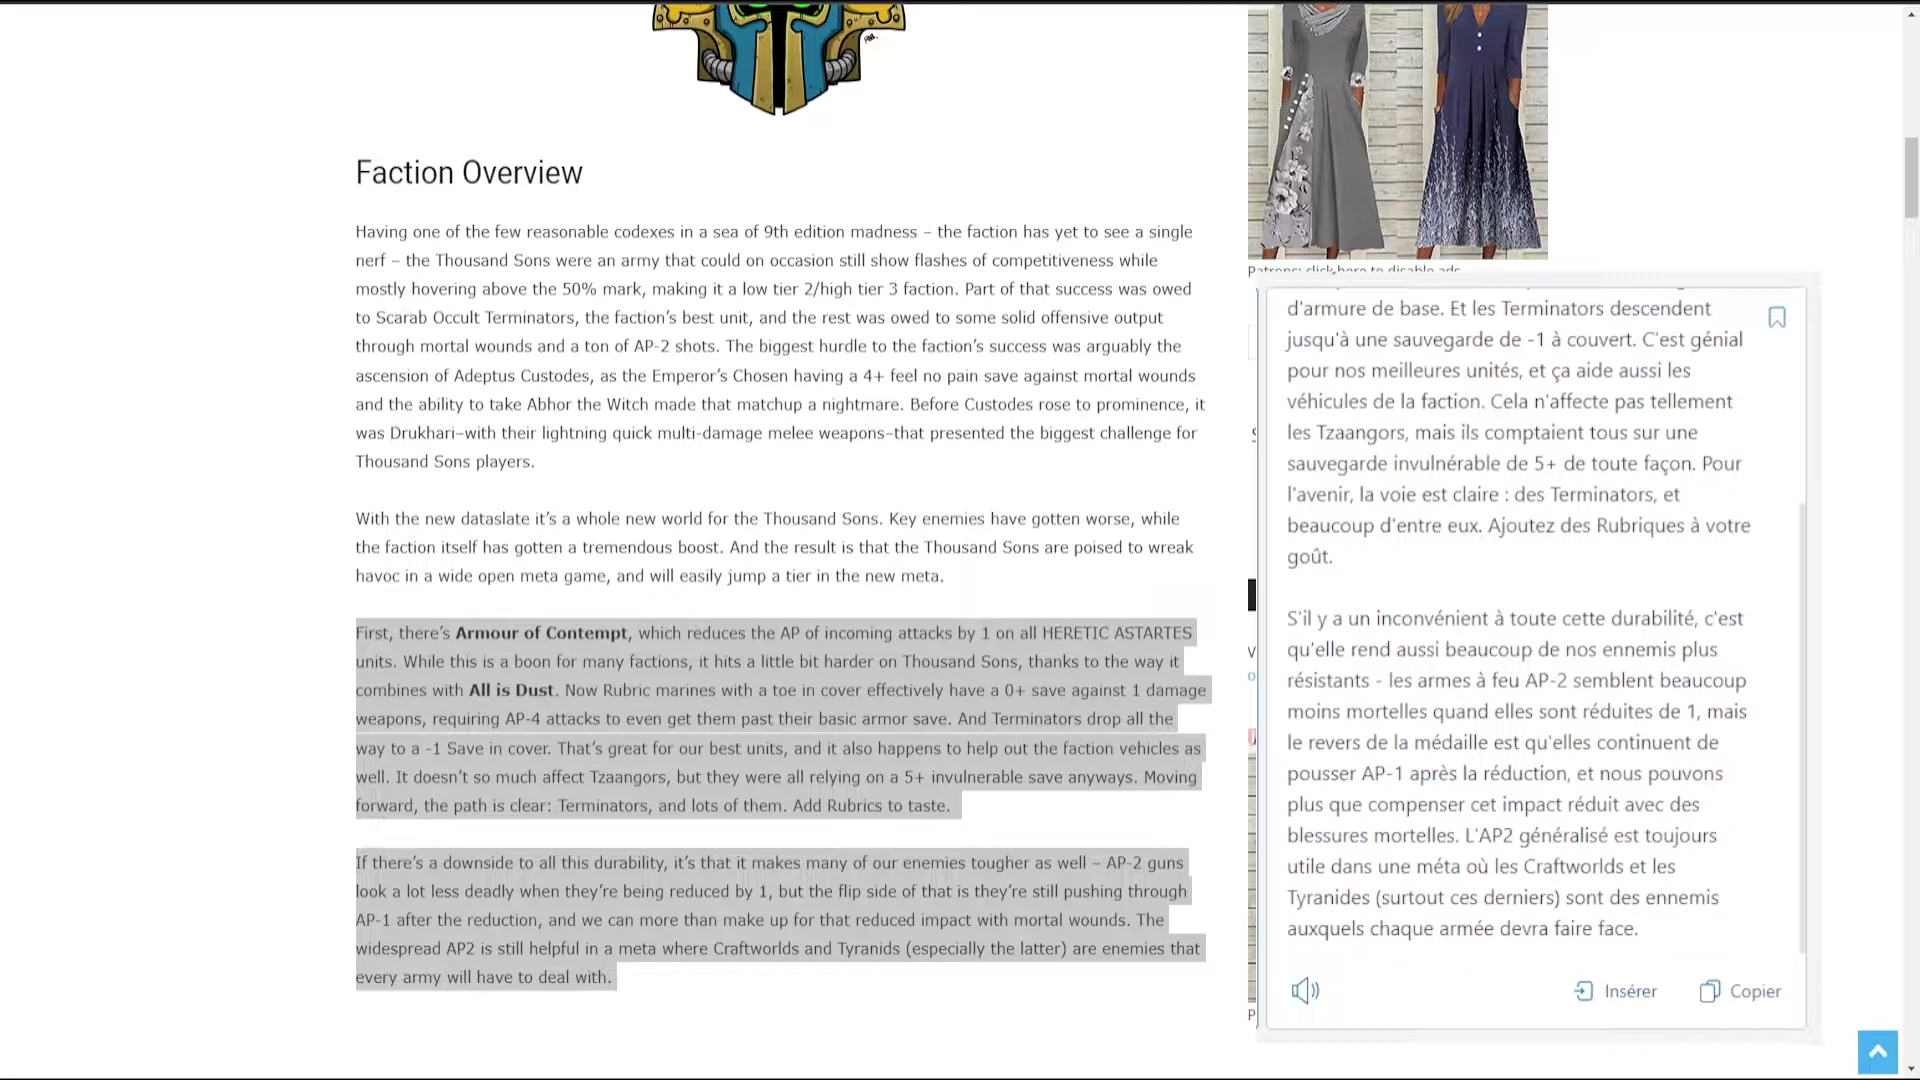 Faction Overview
Having one of the few reasonable codexes in a sea of 9th edition madness – the faction has yet to see a single
nerf – the Thousand Sons were an army that could on occasion still show flashes of competitiveness while
mostly hovering above the 50% mark, making it a low tier 2/high tier 3 faction. Part of that success was owed
to Scarab Occult Terminators, the faction’s best unit, and the rest was owed to some solid offensive output
through mortal wounds and a ton of AP-2 shots. The biggest hurdle to the faction’s success was arguably the
ascension of Adeptus Custodes, as the Emperor’s Chosen having a 4+ feel no pain save against mortal wounds
and the ability to take Abhor the Witch made that matchup a nightmare. Before Custodes rose to prominence, it
was Drukhari–with their lightning quick multi-damage melee weapons–that presented the biggest challenge for
Thousand Sons players.
With the new dataslate it’s a whole new world for the Thousand Sons. Key enemies have gotten worse, while
the faction itself has gotten a tremendous boost. And the result is that the Thousand Sons are poised to wreak
havoc in a wide open meta game, and will easily jump a tier in the new meta.
First, there’s Armour of Contempt, which reduces the AP of incoming attacks by 1 on all HERETIC ASTARTES
units. While this is a boon for many factions, it hits a little bit harder on Thousand Sons, thanks to the way it
combines with All is Dust. Now Rubric marines with a toe in cover effectively have a 0+ save against 1 damage
weapons, requiring AP-4 attacks to even get them past their basic armor save. And Terminators drop all the
way to a -1 Save in cover. That’s great for our best units, and it also happens to help out the faction vehicles as
well. It doesn’t so much affect Tzaangors, but they were all relying on a 5+ invulnerable save anyways. Moving
forward, the path is clear: Terminators, and lots of them. Add Rubrics to taste.
If there’s a downside to all this durability, it’s that it makes many of our enemies tougher as well – AP-2 guns
look a lot less deadly when they’re being reduced by 1, but the flip side of that is they’re still pushing through
AP-1 after the reduction, and we can more than make up for that reduced impact with mortal wounds. The
widespread AP2 is still helpful in a meta where Craftworlds and Tyranids (especially the latter) are enemies that
every army will have to deal with.
Patrons: click here to disable ads
d'armure de base. Et les Terminators descendent
jusqu'à une sauvegarde de -1 à couvert. C'est génial
pour nos meilleures unités, et ça aide aussi les
véhicules de la faction. Cela n'affecte pas tellement
les Tzaangors, mais ils comptaient tous sur une
sauvegarde invulnérable de 5+ de toute façon. Pour
l'avenir, la voie est claire : des Terminators, et
beaucoup d'entre eux. Ajoutez des Rubriques à votre
goût.
S'il y a un inconvénient à toute cette durabilité, c'est
qu'elle rend aussi beaucoup de nos ennemis plus
résistants - les armes à feu AP-2 semblent beaucoup
moins mortelles quand elles sont réduites de 1, mais
le revers de la médaille est qu'elles continuent de
pousser AP-1 après la réduction, et nous pouvons
plus que compenser cet impact réduit avec des
blessures mortelles. L'AP2 généralisé est toujours
utile dans une méta où les Craftworlds et les
Tyranides (surtout ces derniers) sont des ennemis
auxquels chaque armée devra faire face.
Insérer
Copier